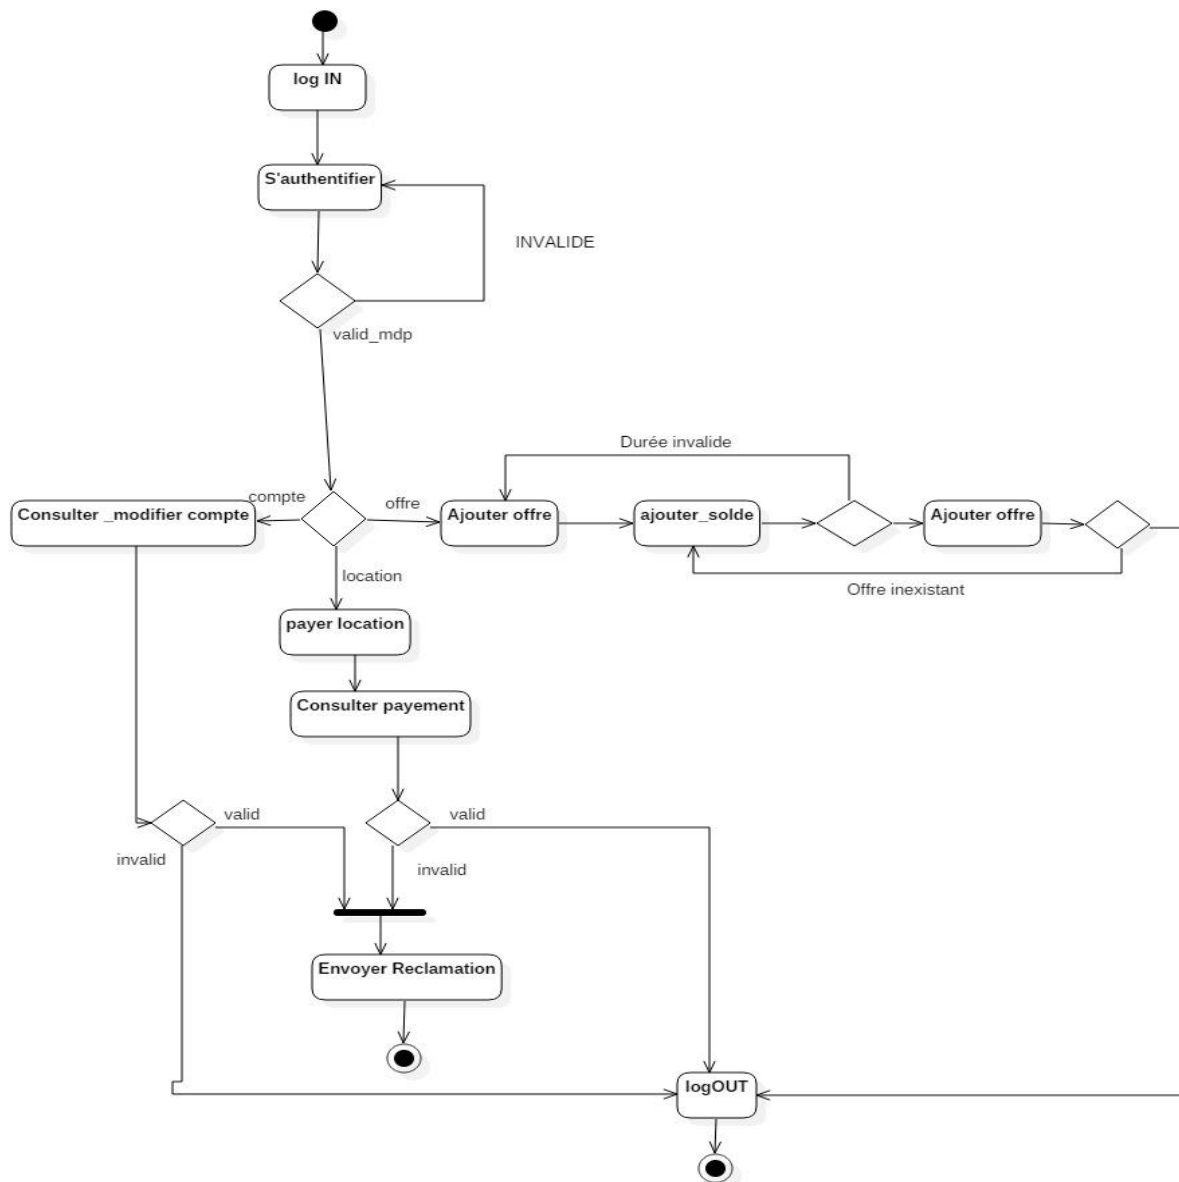 log IN
S'authentifier
INVALIDE
valid_mdp
Durée invalide
compte
offre
Consulter _modifier compte
Ajouter offre
ajouter_solde
Ajouter offre
location
Offre inexistant
payer location
Consulter payement
valid
valid
invalid
invalid
Envoyer Reclamation
logOUT